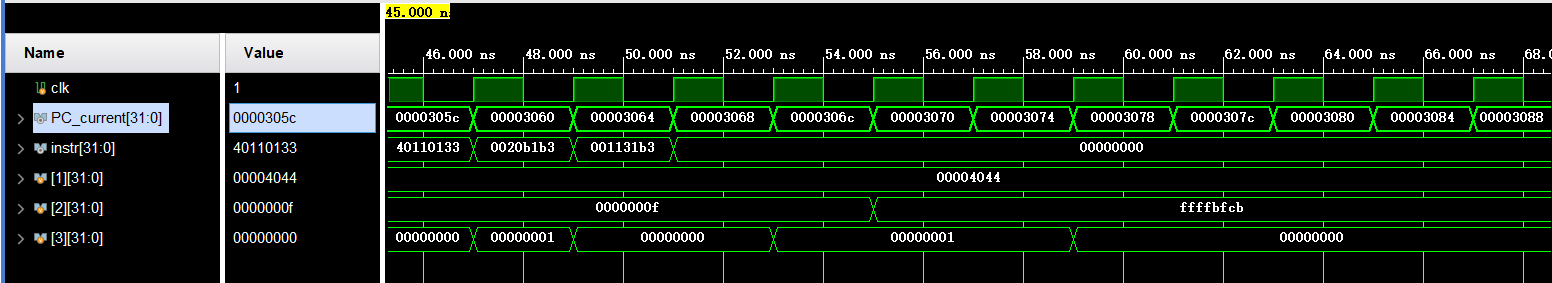 45.000 ns
Name Value
46.000 ns 48.000 ns 50.000 ns 52.000 ns 54.000 ns 56.000 ns 58.000 ns 60.000 ns 62.000 ns 64.000 ns 66.000 ns 68.0
clk 1
PC_current[31:0] 0000305c 0000305c 00003060 00003064 00003068 0000306c 00003070 00003074 00003078 0000307c 00003080 00003084 00003088
instr[31:0] 40110133 40110133 0020b1b3 001131b3 00000000
[1][31:0] 00004044 00004044
[2][31:0] 0000000f 0000000f ffffbfcb
[3][31:0] 00000000 00000000 00000001 00000000 00000001 00000000